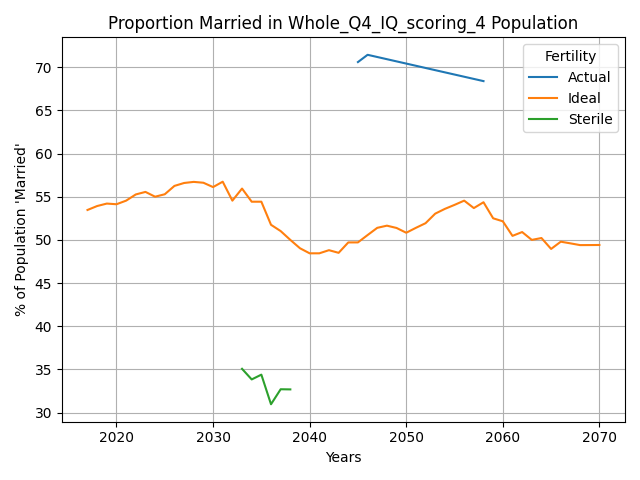 Proportion Married in Whole_Q4_IQ_scoring_4 Population
% of Population 'Married'
70
65
60
55
50
45
40
35
30
Fertility
Actual
Ideal
Sterile
2020 2030 2040 2050 2060 2070
Years